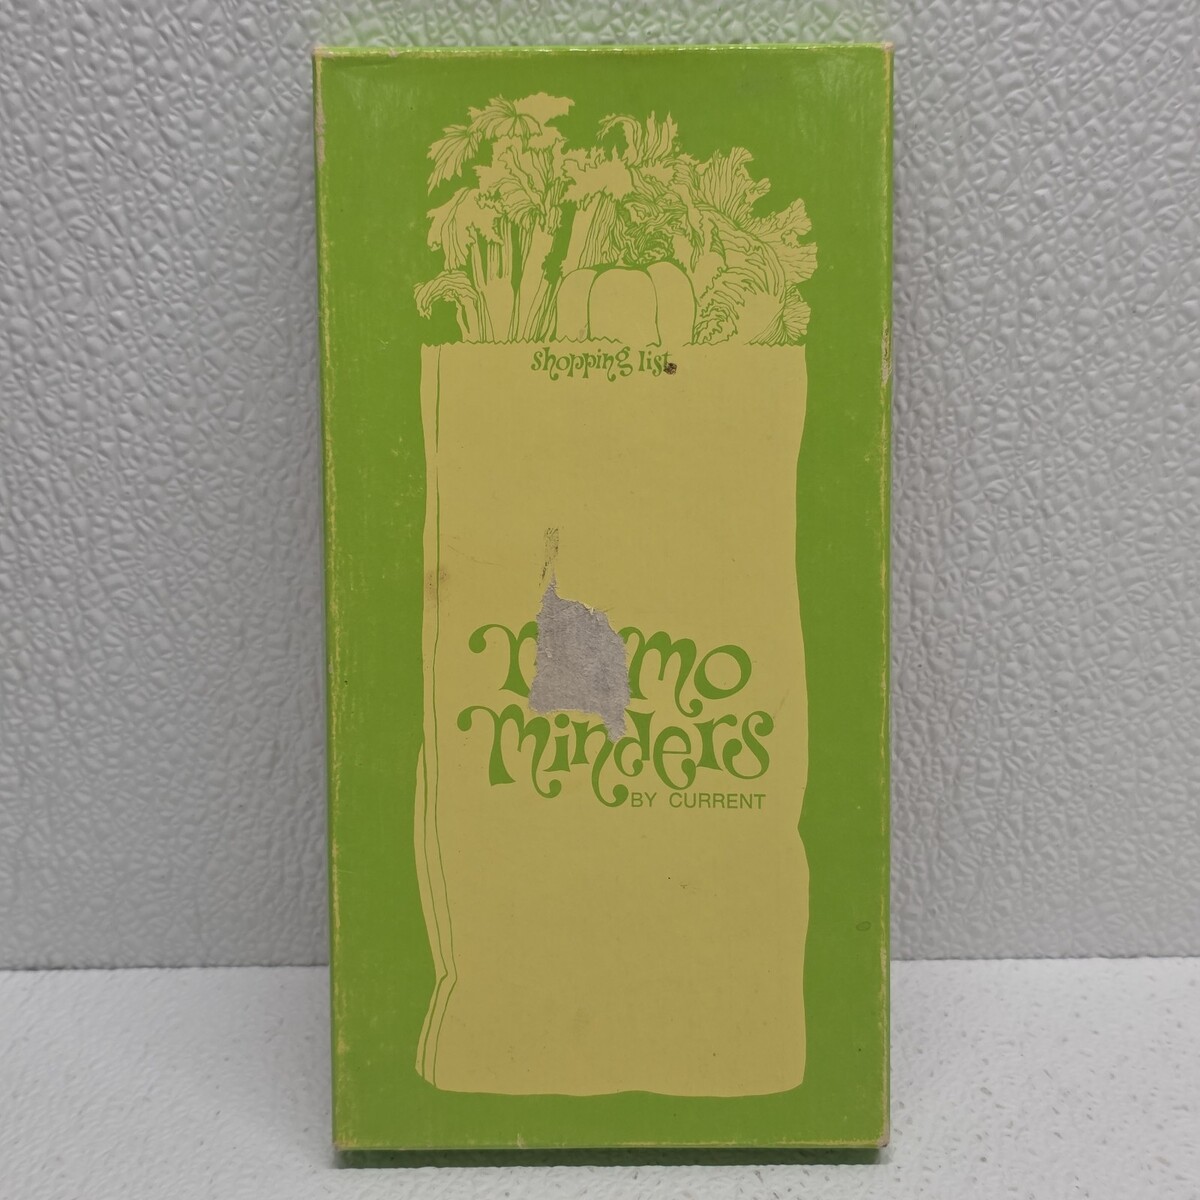 shopping list
mo
minders
BY CURRENT